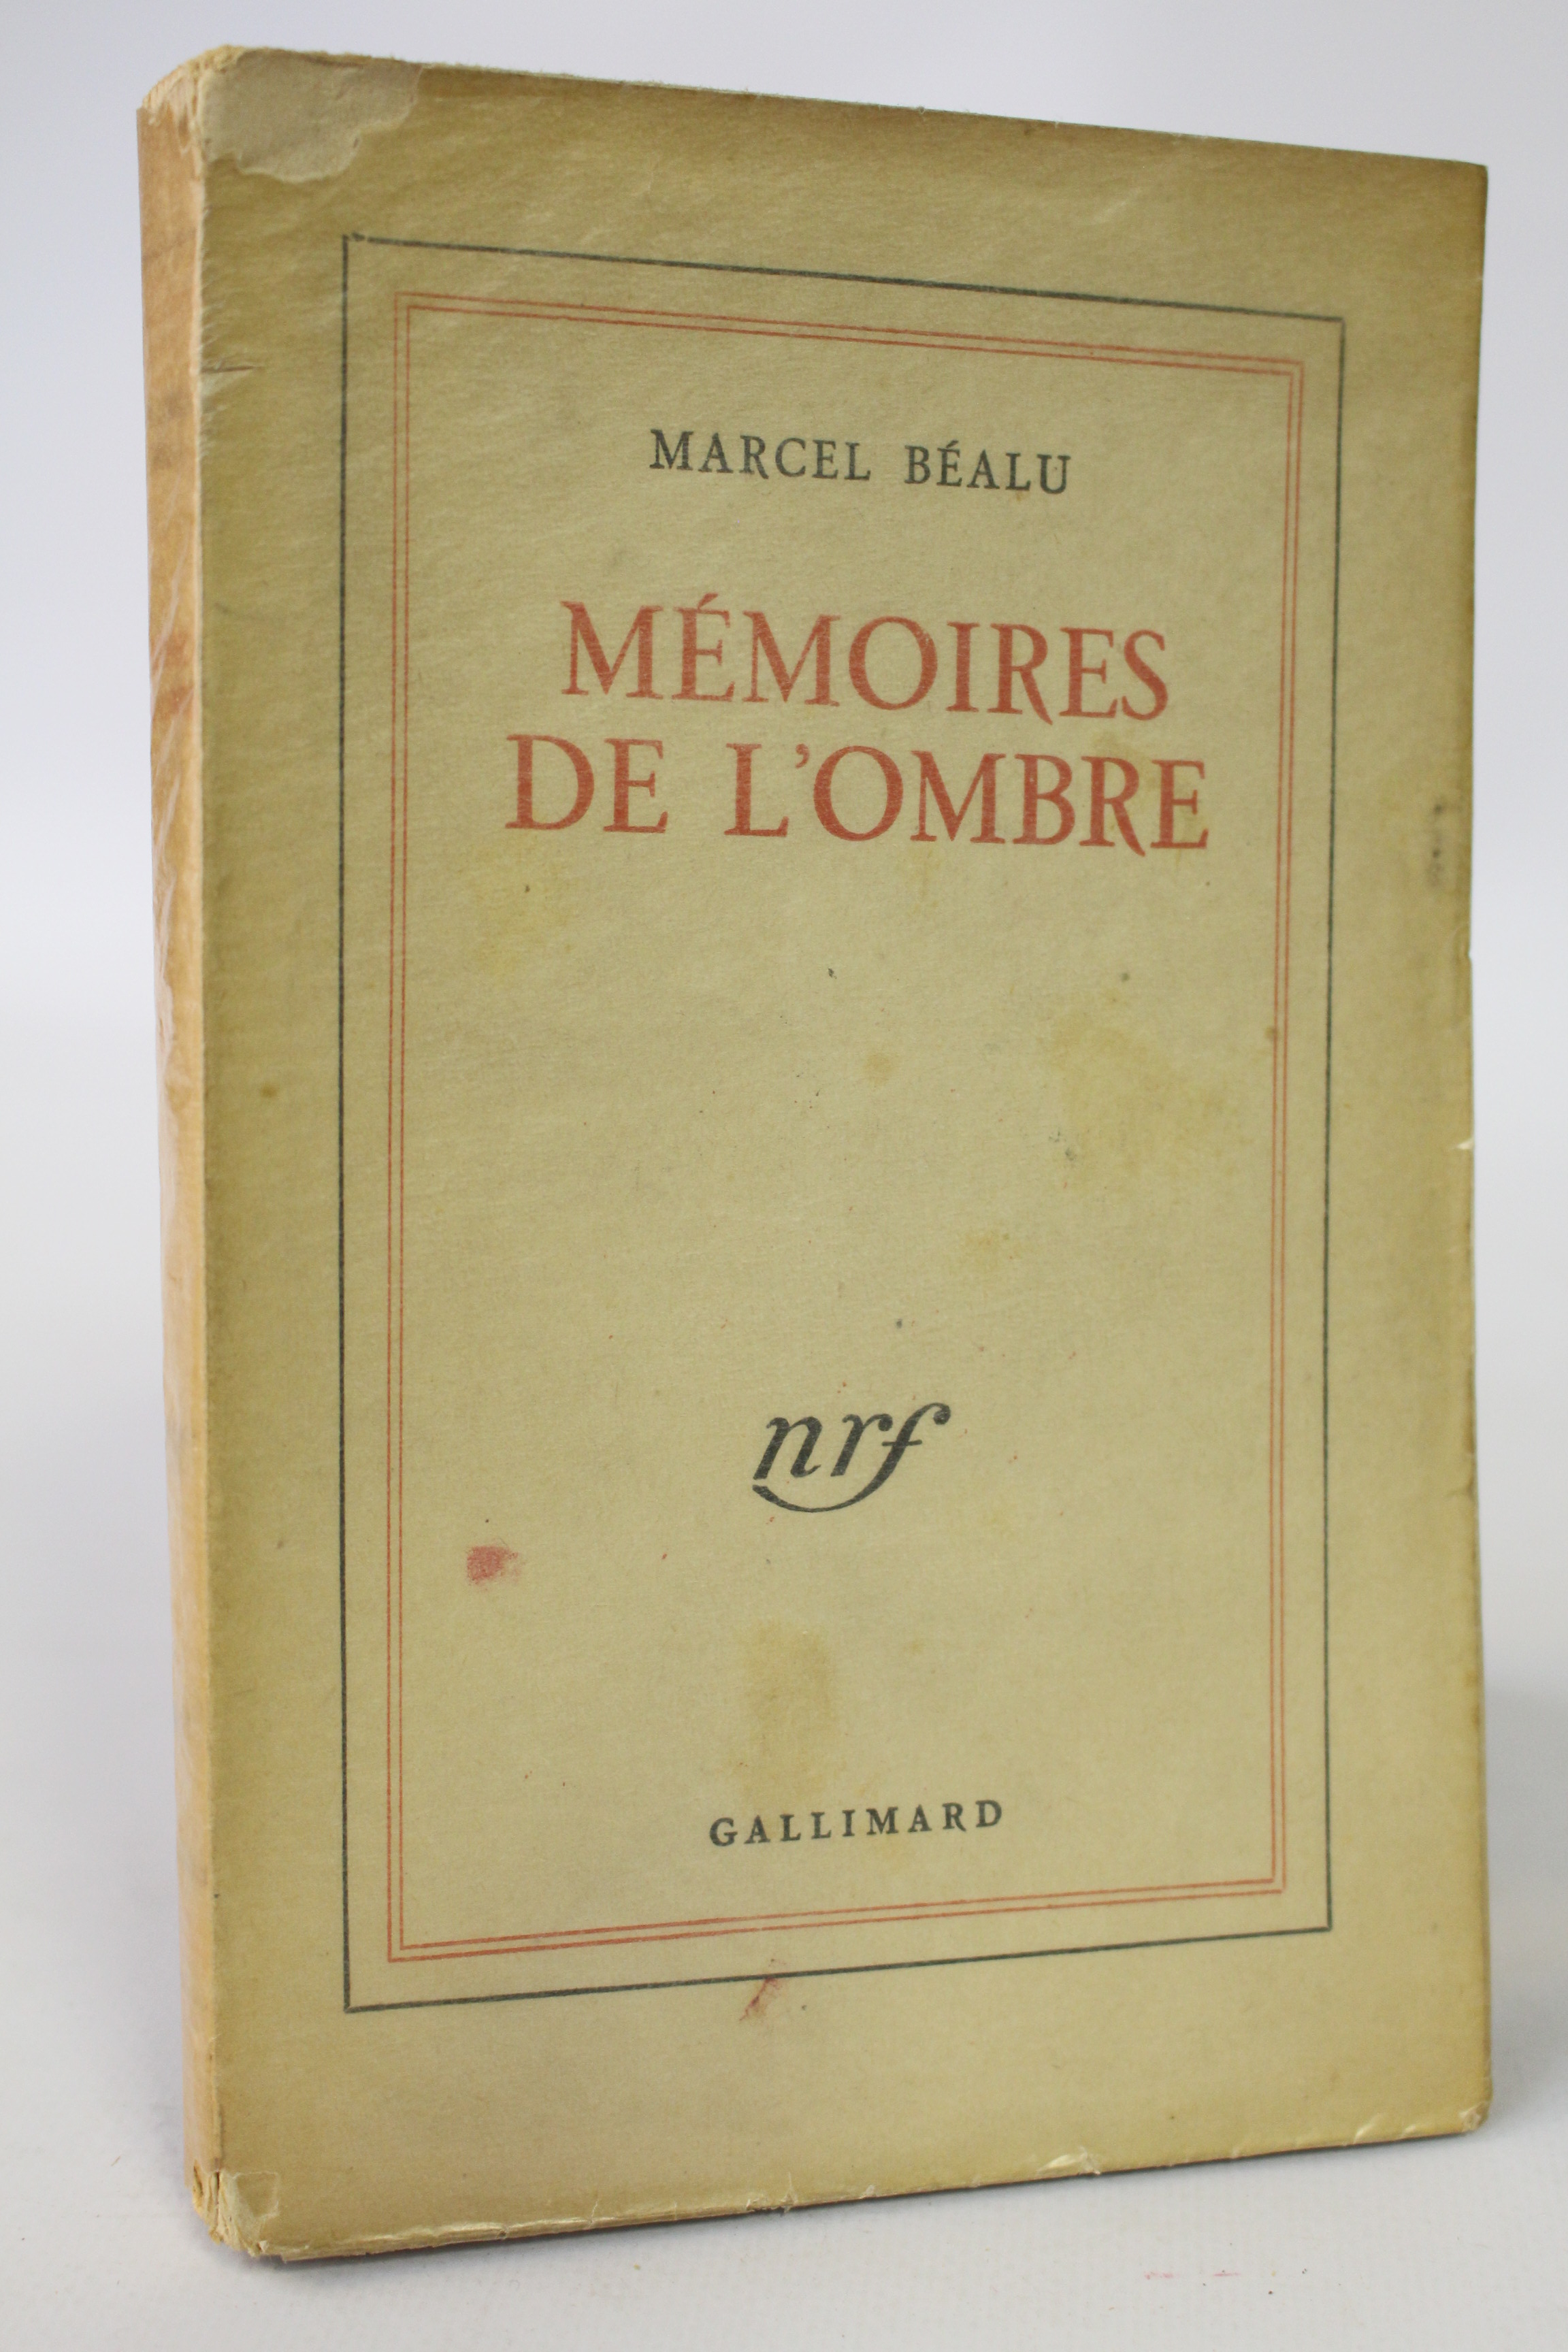 MARCEL BÉALU
MÉMOIRES
DE L'OMBRE
nrf
GALLIMARD